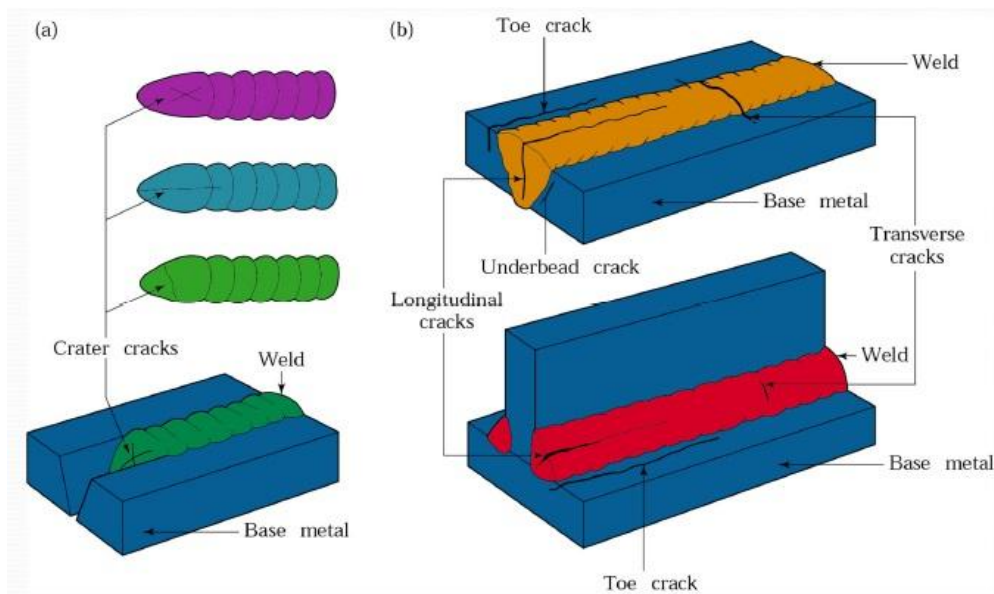 (a)
Crater cracks
Weld
Base metal
(b)
Toe crack
Weld
Base metal
Transverse
cracks
Underbead crack
Longitudinal
cracks
Weld
Base metal
Toe crack